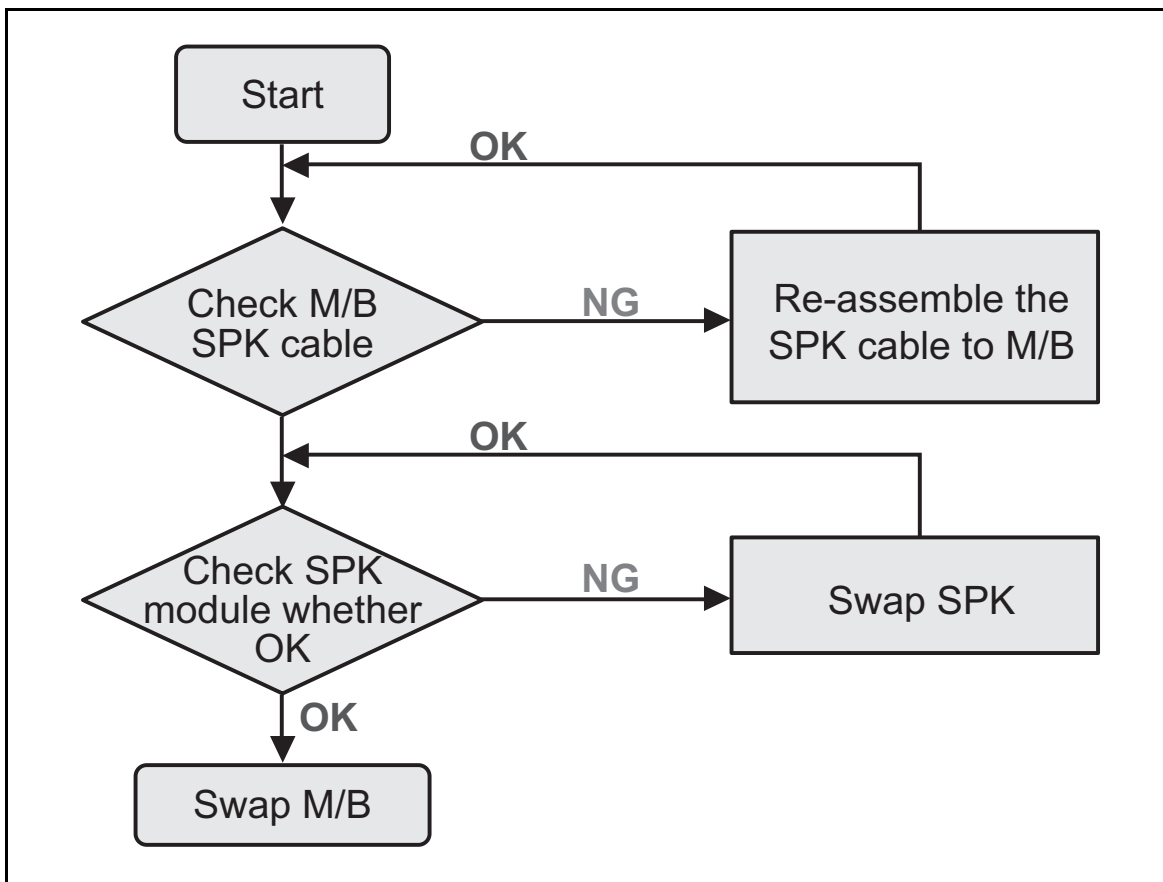 Start
OK
Check M/B
SPK cable
NG
Re-assemble the
SPK cable to M/B
OK
Check SPK
module whether
OK
NG
Swap SPK
OK
Swap M/B